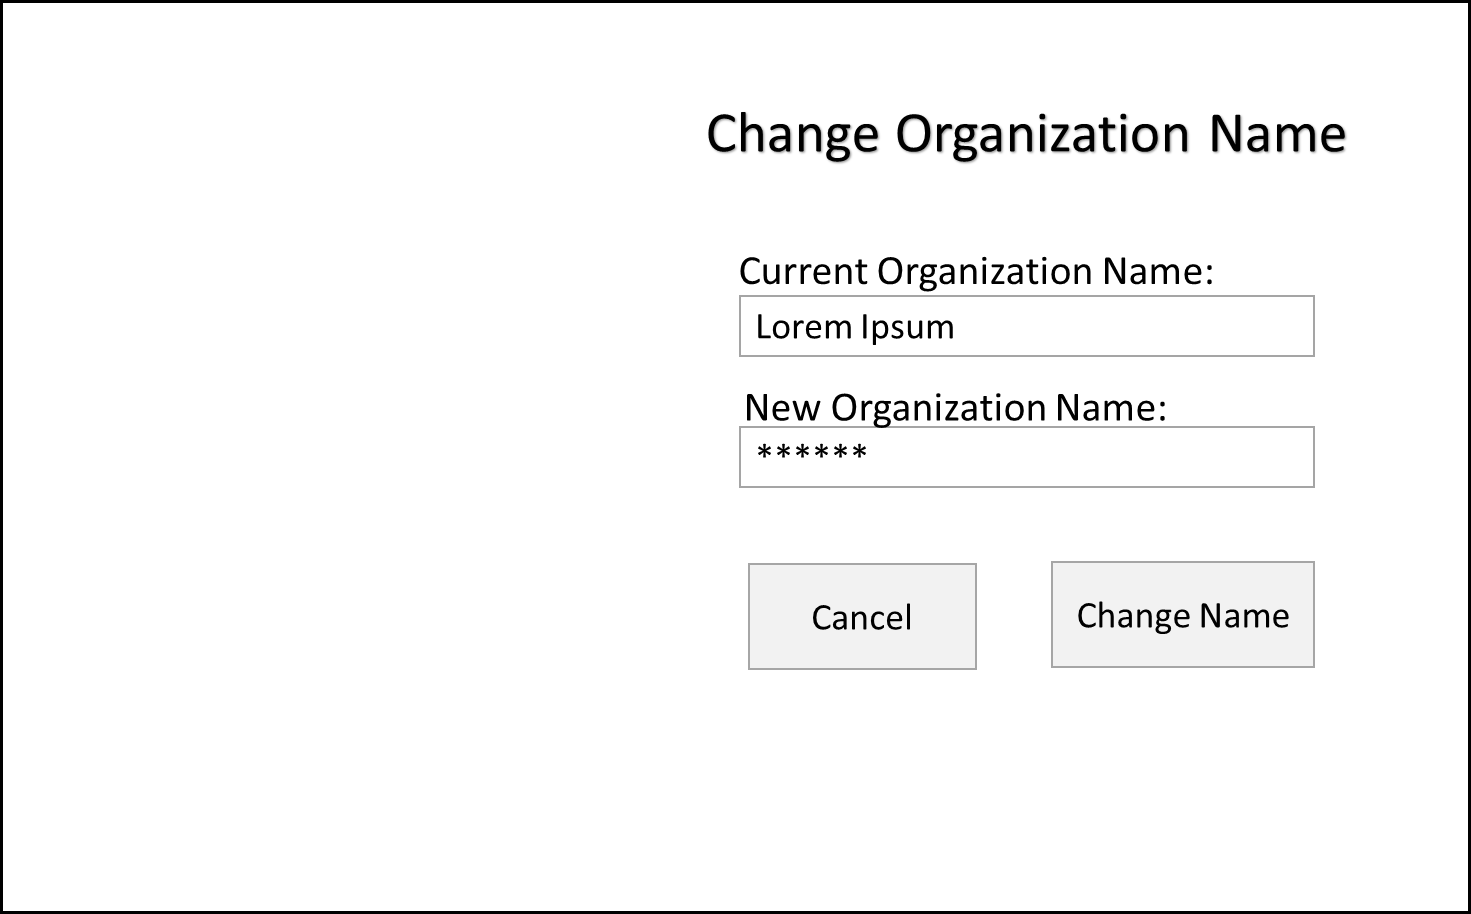 Change Organization Name
Current Organization Name:
Lorem Ipsum
New Organization Name:
******
Cancel
Change Name